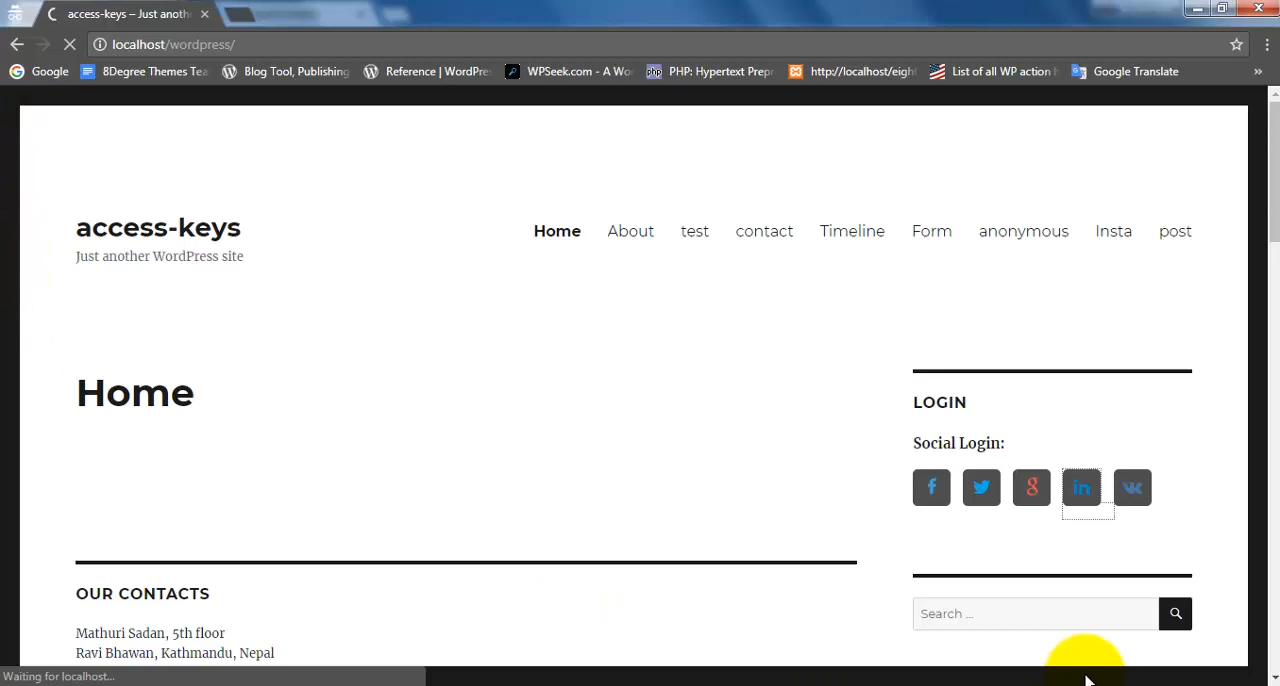 access-keys – Just anoth
localhost/wordpress/
Google 8Degree Themes Tea Blog Tool, Publishing Reference | WordPre WPSeek.com - A Wo PHP: Hypertext Prepr http://localhost/eight List of all WP action Google Translate »
access-keys
Just another WordPress site
Home About test contact Timeline Form anonymous Insta post
Home
LOGIN
Social Login:
OUR CONTACTS
Mathuri Sadan, 5th floor
Ravi Bhawan, Kathmandu, Nepal
Search ...
Waiting for localhost...